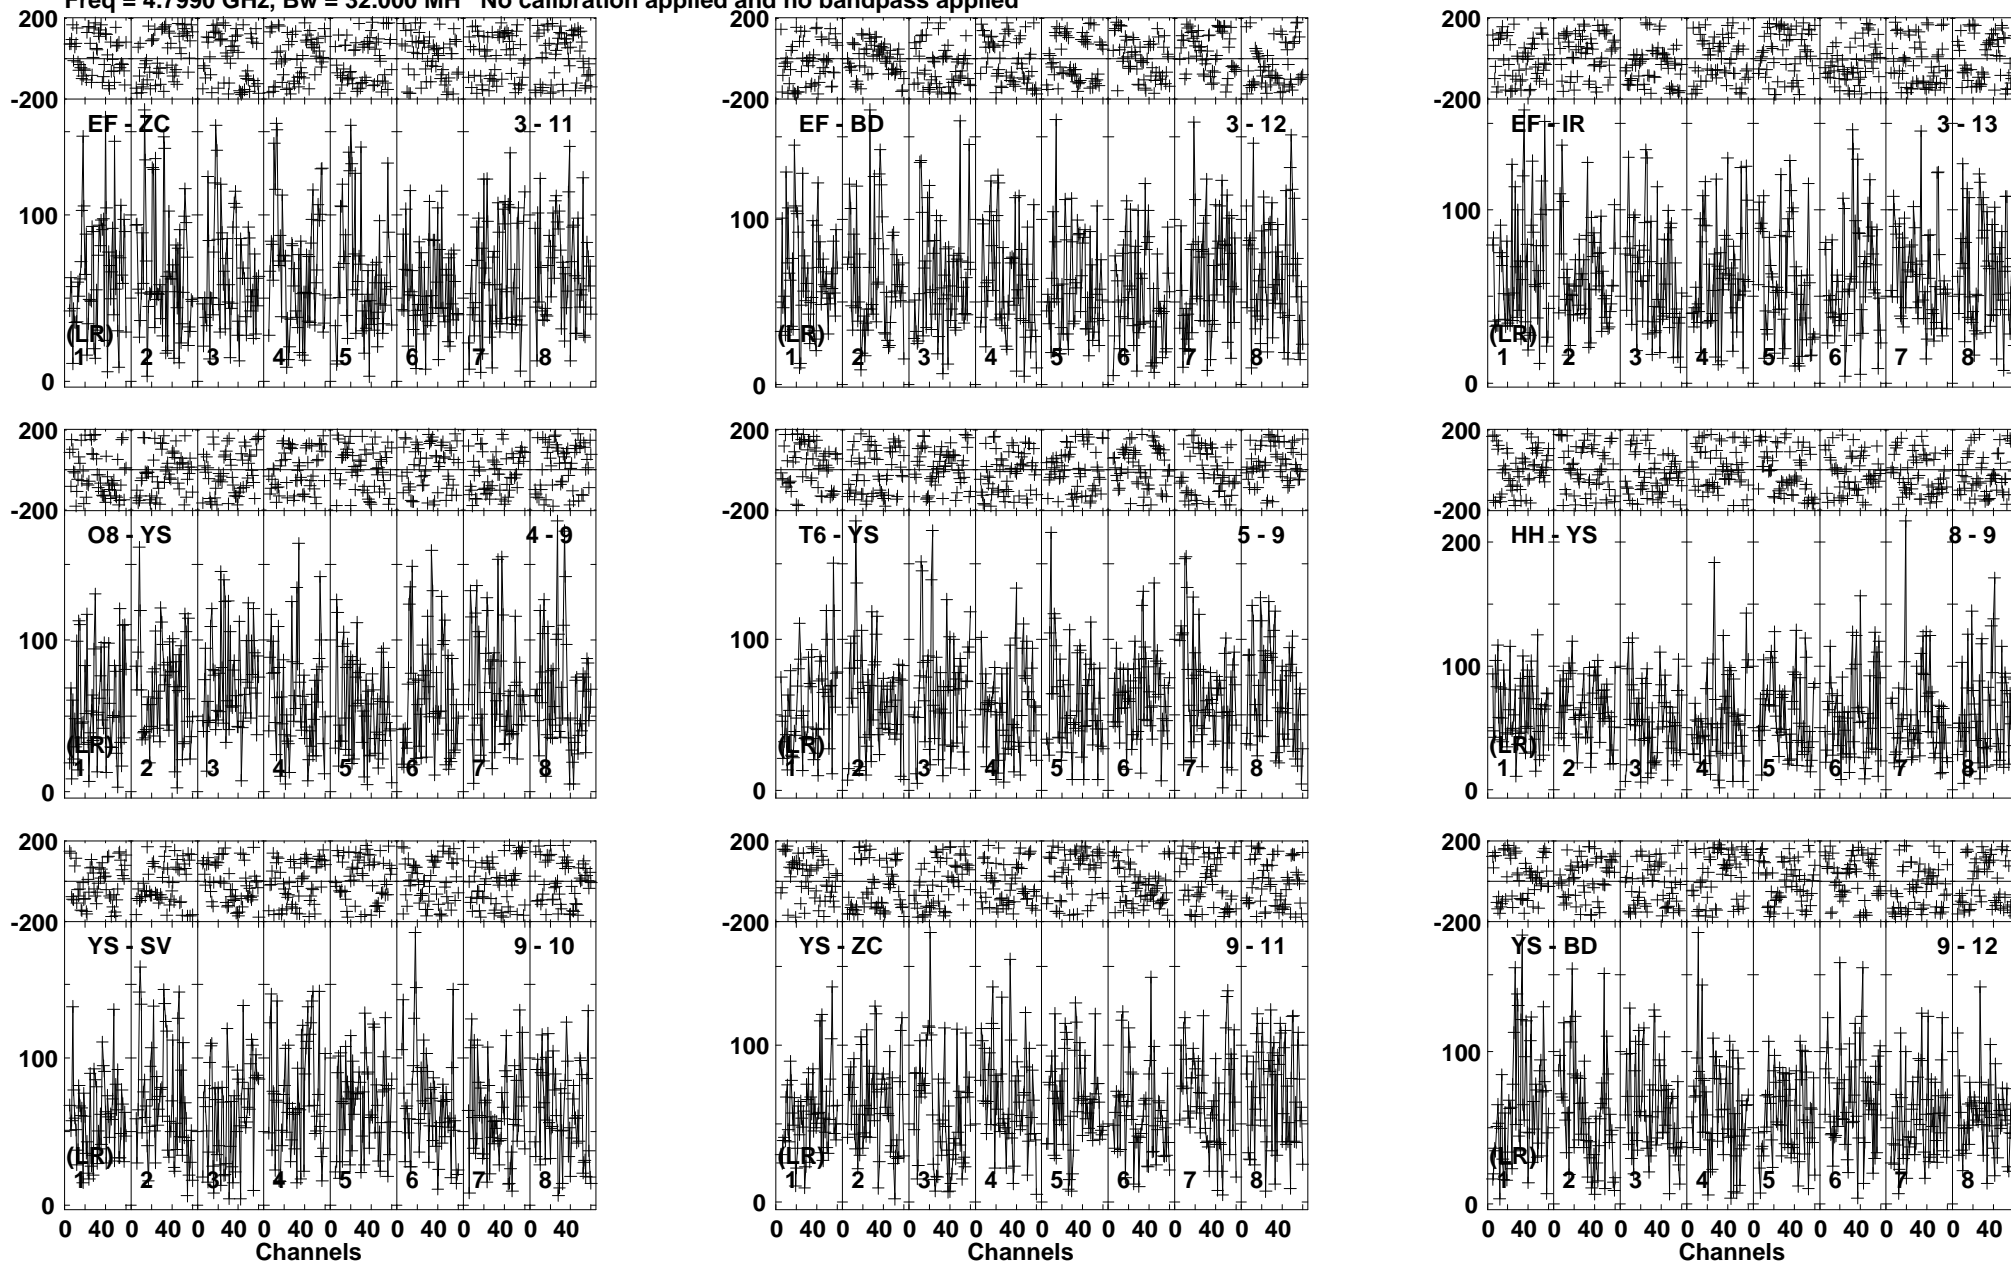 Freq = 4.7990 GHz, Bw = 32.000 MH   No calibration applied and no bandpass applied
200
-200
EF - ZC 3 - 11
100
(LR)
1 2 3 4 5 6 7 8
0
200
-200
EF - BD 3 - 12
100
(LR)
1 2 3 4 5 6 7 8
0
200
-200
EF - IR 3 - 13
100
(LR)
1 2 3 4 5 6 7 8
0
200
-200
O8 - YS 4 - 9
100
(LR)
1 2 3 4 5 6 7 8
0
200
-200
T6 - YS 5 - 9
100
(LR)
1 2 3 4 5 6 7 8
0
200
-200
HH - YS 8 - 9
200
100
(LR)
1 2 3 4 5 6 7 8
0
200
-200
YS - SV 9 - 10
100
(LR)
1 2 3 4 5 6 7 8
0
0 40 0 40 0 40 0 40 0 40 0 40 0 40 0 40
Channels
200
-200
YS - ZC 9 - 11
100
(LR)
1 2 3 4 5 6 7 8
0
0 40 0 40 0 40 0 40 0 40 0 40 0 40 0 40
Channels
200
-200
YS - BD 9 - 12
100
(LR)
1 2 3 4 5 6 7 8
0
0 40 0 40 0 40 0 40 0 40 0 40 0 40 0 40
Channels